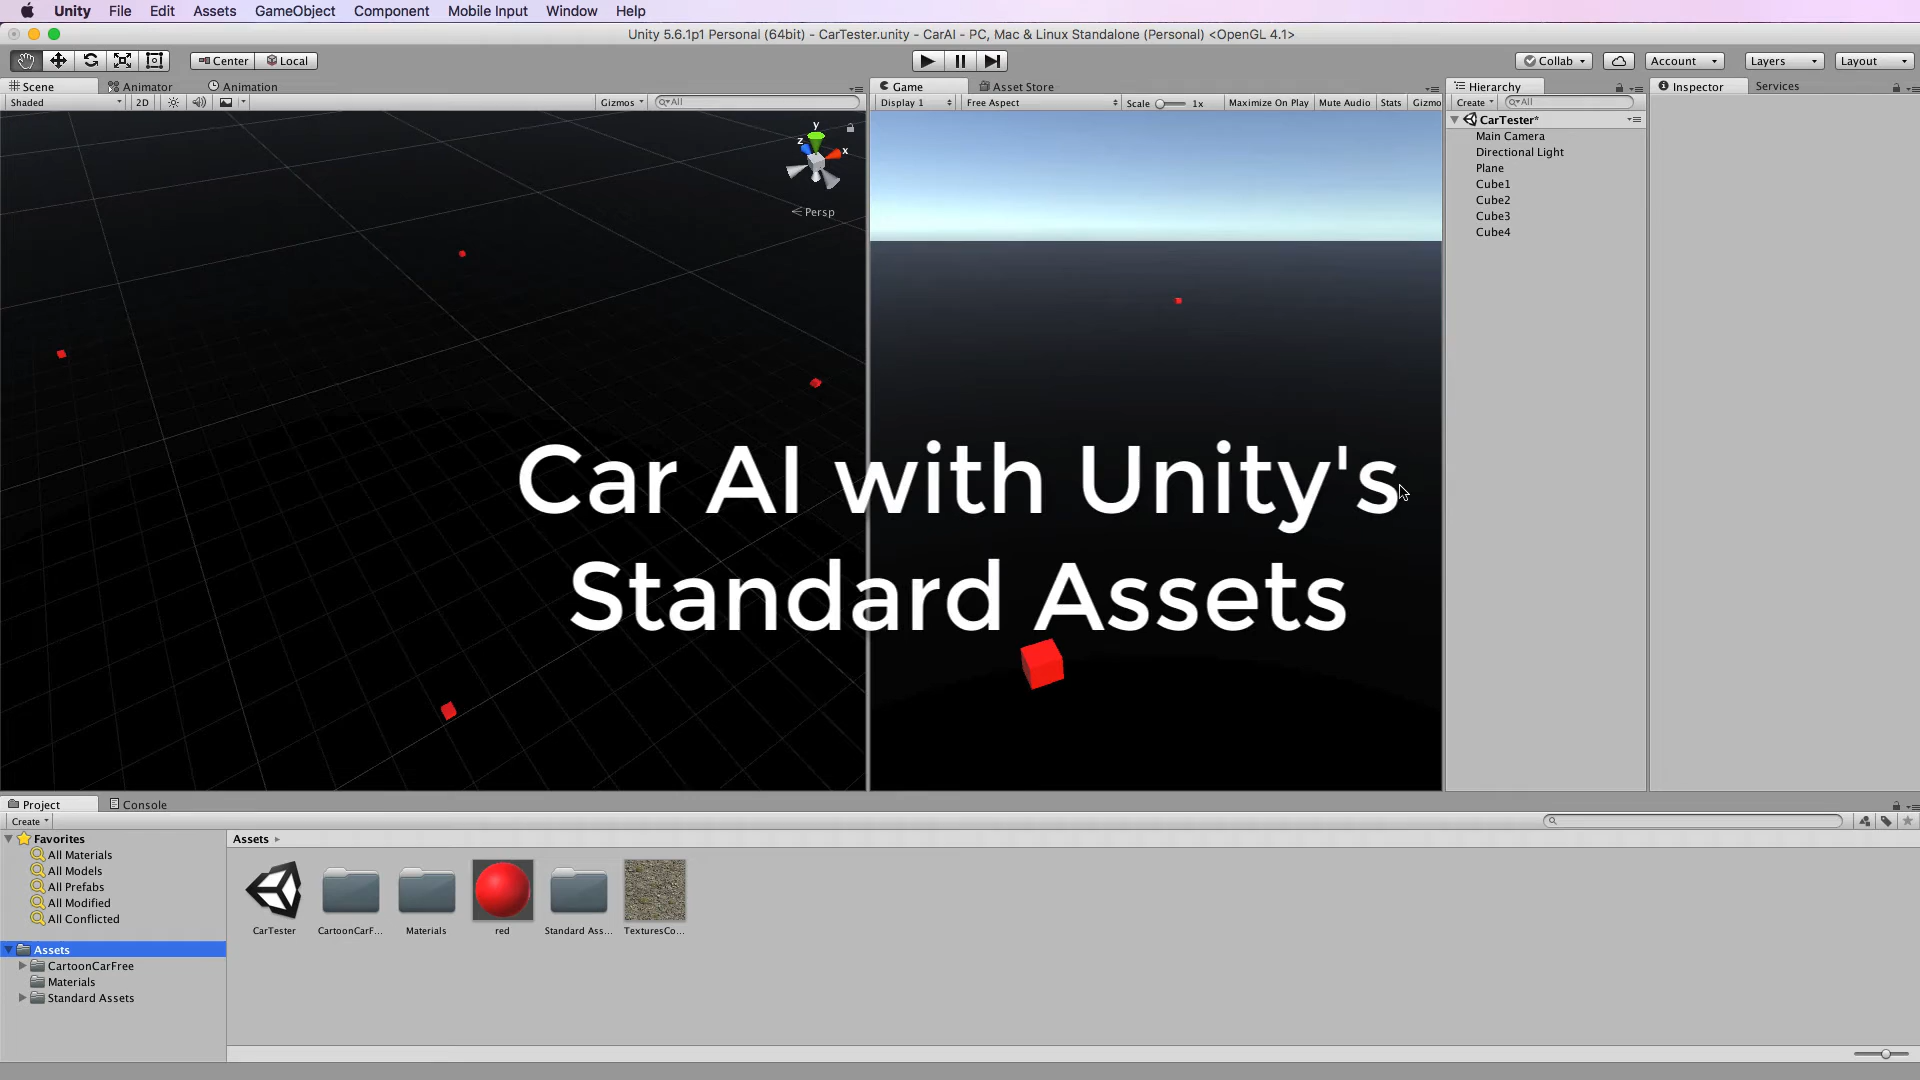 Unity File Edit Assets GameObject Component Mobile Input Window Help
Unity 5.6.1p1 Personal (64bit) - CarTester.unity - CarAI - PC, Mac & Linux Standalone (Personal) <OpenGL 4.1>
Center Local Collab Account Layers Layout
Scene Animator Animation Game Asset Store Hierarchy Inspector Services
Shaded 2D Gizmos All Display 1 Free Aspect Scale 1x Maximize On Play Mute Audio Stats Gizmo Create All
CarTester*
Main Camera
Directional Light
Plane
Cube1
Cube2
Cube3
Cube4
y
z x
Persp
Car AI with Unity's
Standard Assets
Project Console
Create
Favorites
All Materials
All Models
All Prefabs
All Modified
All Conflicted
Assets
CartoonCarFree
Materials
Standard Assets
Assets
CarTester CartoonCarF... Materials red Standard Ass... TexturesCo...